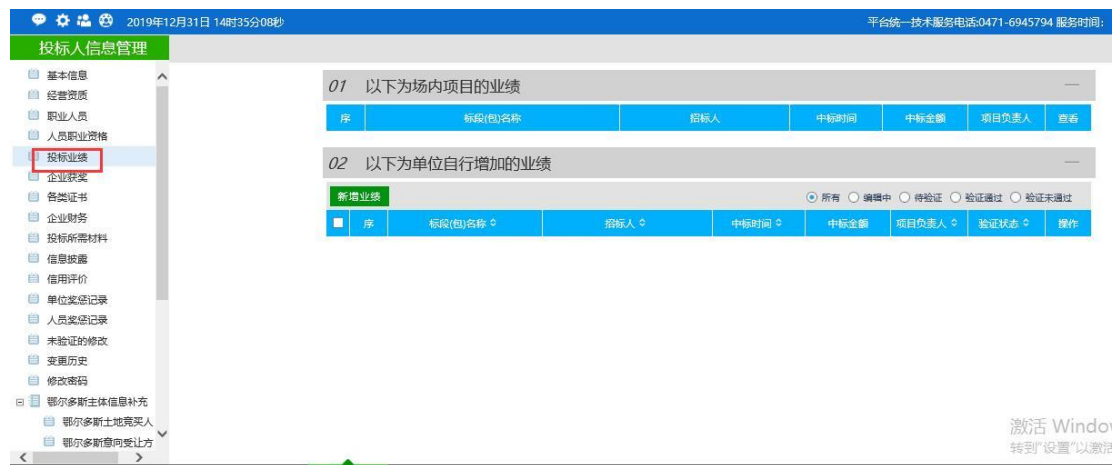 2019年12月31日 14时35分08秒
平台统一技术服务电话:0471-6945794 服务时间:
投标人信息管理
基本信息
经营资质
职业人员
人员职业资格
投标业绩
企业获奖
各类证书
企业财务
投标所需材料
信息披露
信用评价
单位奖惩记录
人员奖惩记录
未验证的修改
变更历史
修改密码
鄂尔多斯主体信息补充
鄂尔多斯土地竞买人
鄂尔多斯意向受让方
01 以下为场内项目的业绩
序 标段(包)名称 招标人 中标时间 中标金额 项目负责人 查看
02 以下为单位自行增加的业绩
新增业绩 所有 编辑中 待验证 验证通过 验证未通过
序 标段(包)名称 招标人 中标时间 中标金额 项目负责人 验证状态 操作
激活 Window
转到"设置"以激活